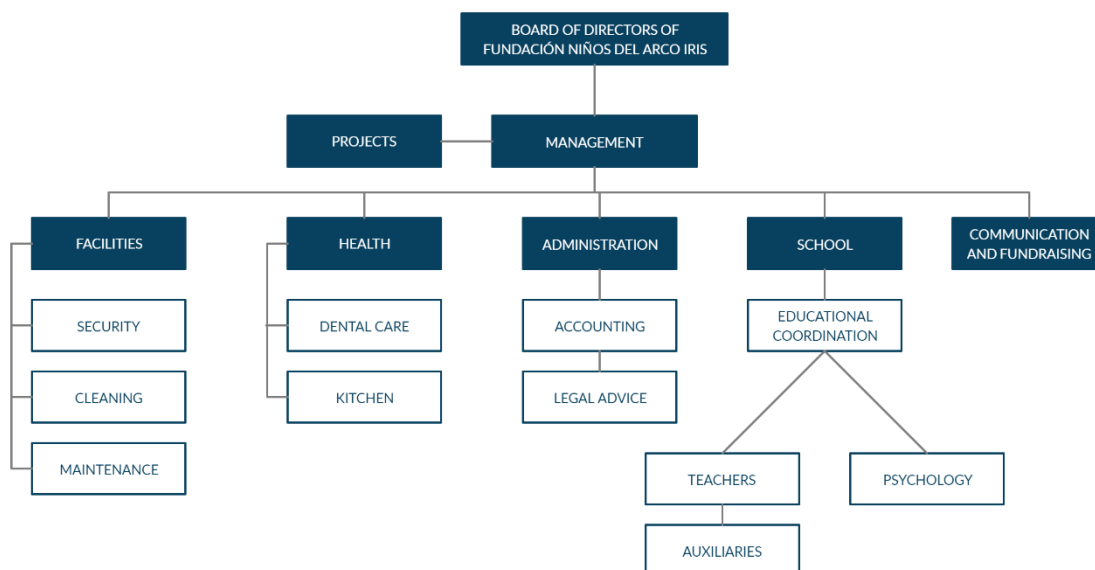 BOARD OF DIRECTORS OF
FUNDACIÓN NIÑOS DEL ARCO IRIS
PROJECTS
MANAGEMENT
FACILITIES
HEALTH
ADMINISTRATION
SCHOOL
COMMUNICATION
AND FUNDRAISING
SECURITY
DENTAL CARE
ACCOUNTING
EDUCATIONAL
COORDINATION
CLEANING
KITCHEN
LEGAL ADVICE
MAINTENANCE
TEACHERS
PSYCHOLOGY
AUXILIARIES